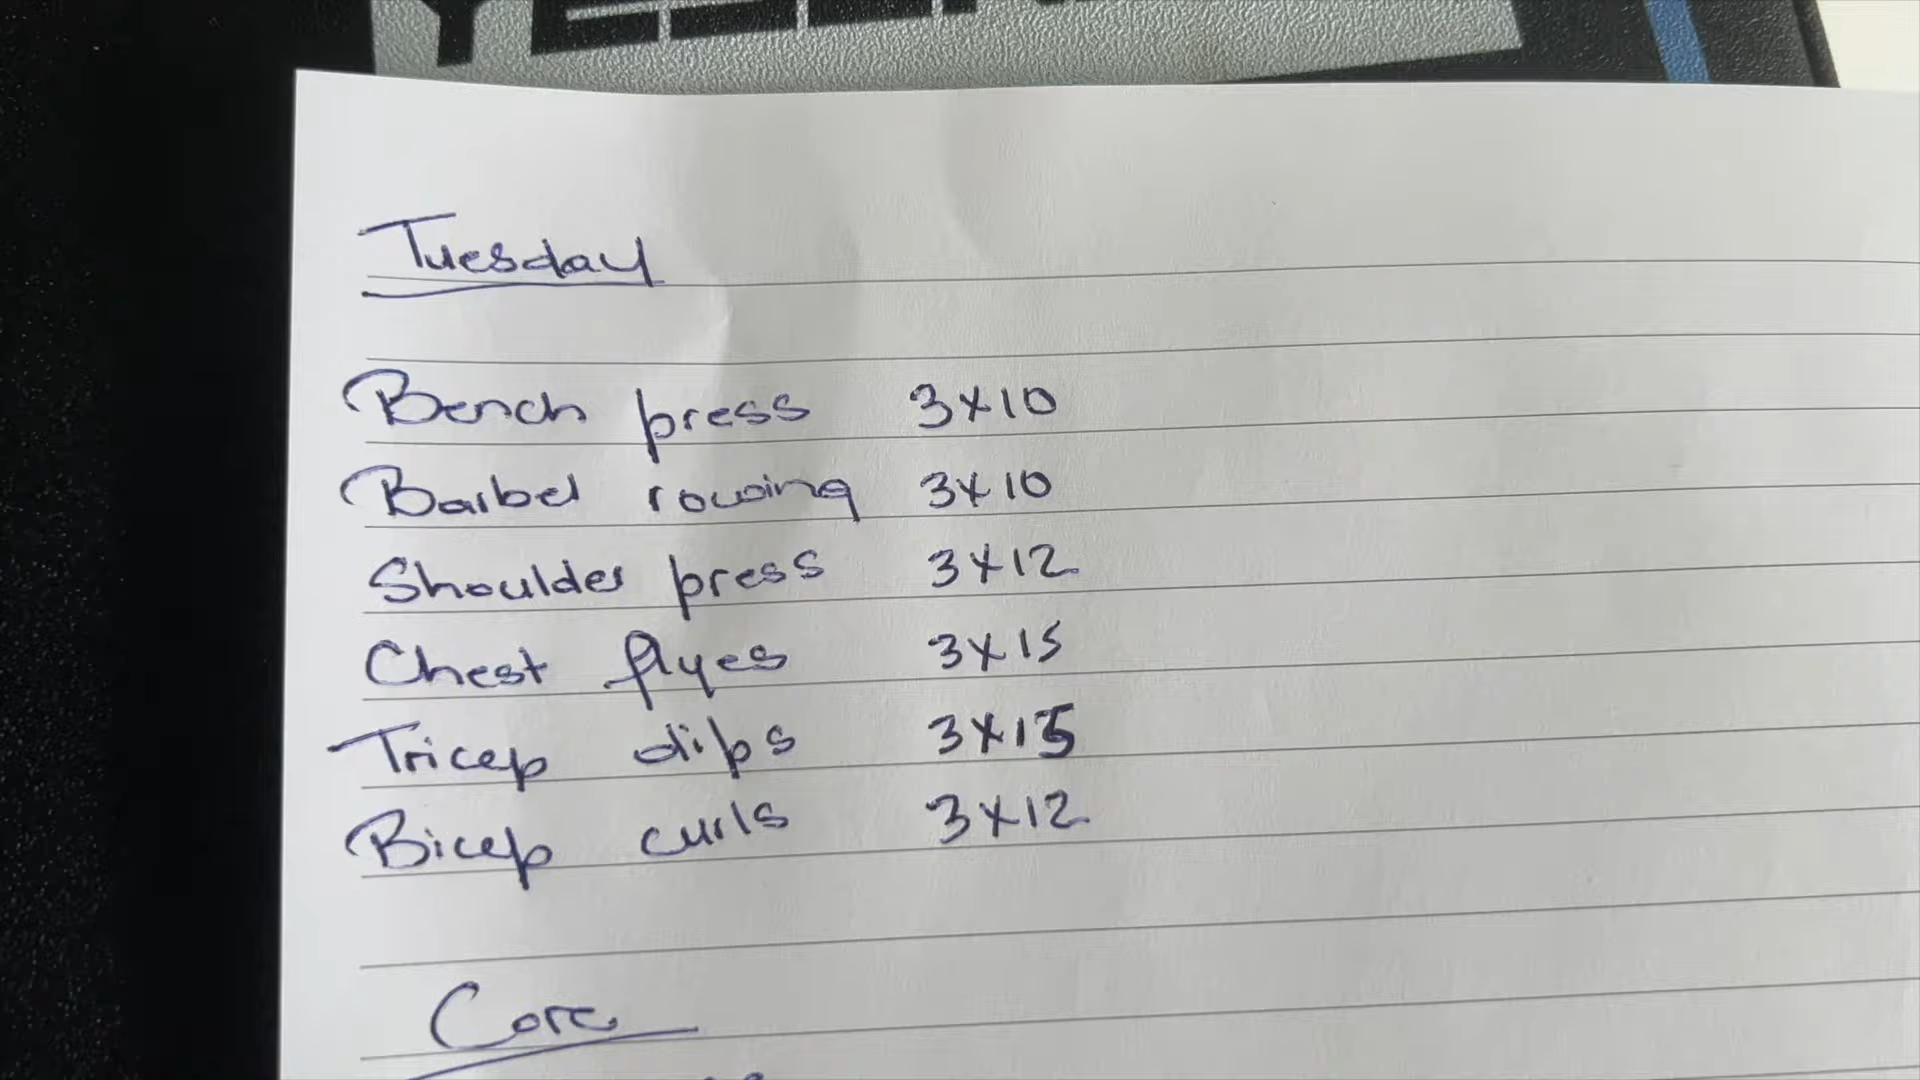 Tuesday
Bench press 3x10
Barbel rowing 3x10
Shoulder press 3x12
Chest flyes 3x15
Tricep dips 3x15
Bicep curls 3x12
Core